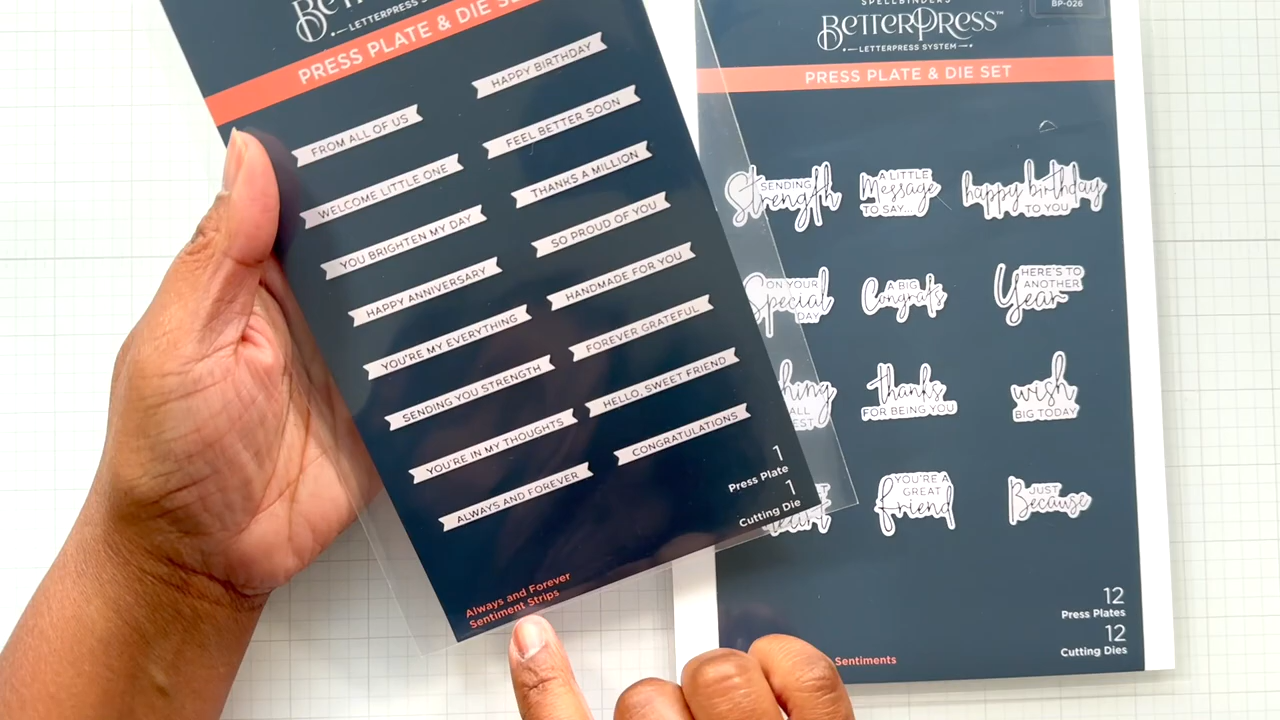 BetterPress
LETTERPRESS
PRESS PLATE & DIE SET
HAPPY BIRTHDAY
FROM ALL OF US
FEEL BETTER SOON
WELCOME LITTLE ONE
THANKS A MILLION
YOU BRIGHTEN MY DAY
SO PROUD OF YOU
HAPPY ANNIVERSARY
HANDMADE FOR YOU
YOU'RE MY EVERYTHING
FOREVER GRATEFUL
SENDING YOU STRENGTH
HELLO, SWEET FRIEND
YOU'RE IN MY THOUGHTS
CONGRATULATIONS
ALWAYS AND FOREVER
1
Press Plate
1
Cutting Die
Always and Forever
Sentiment Strips
SPELLBINDERS
BP-026
BetterPress™
LETTERPRESS SYSTEM
PRESS PLATE & DIE SET
SENDING
Strength
A LITTLE
Message
TO SAY...
happy birthday
TO YOU
ON YOUR
Special
DAY
A BIG
Congrats
HERE'S TO
ANOTHER
Year
thanks
FOR BEING YOU
wish
BIG TODAY
YOU'RE A
GREAT
friend
JUST
Because
12
Press Plates
12
Cutting Dies
Sentiments